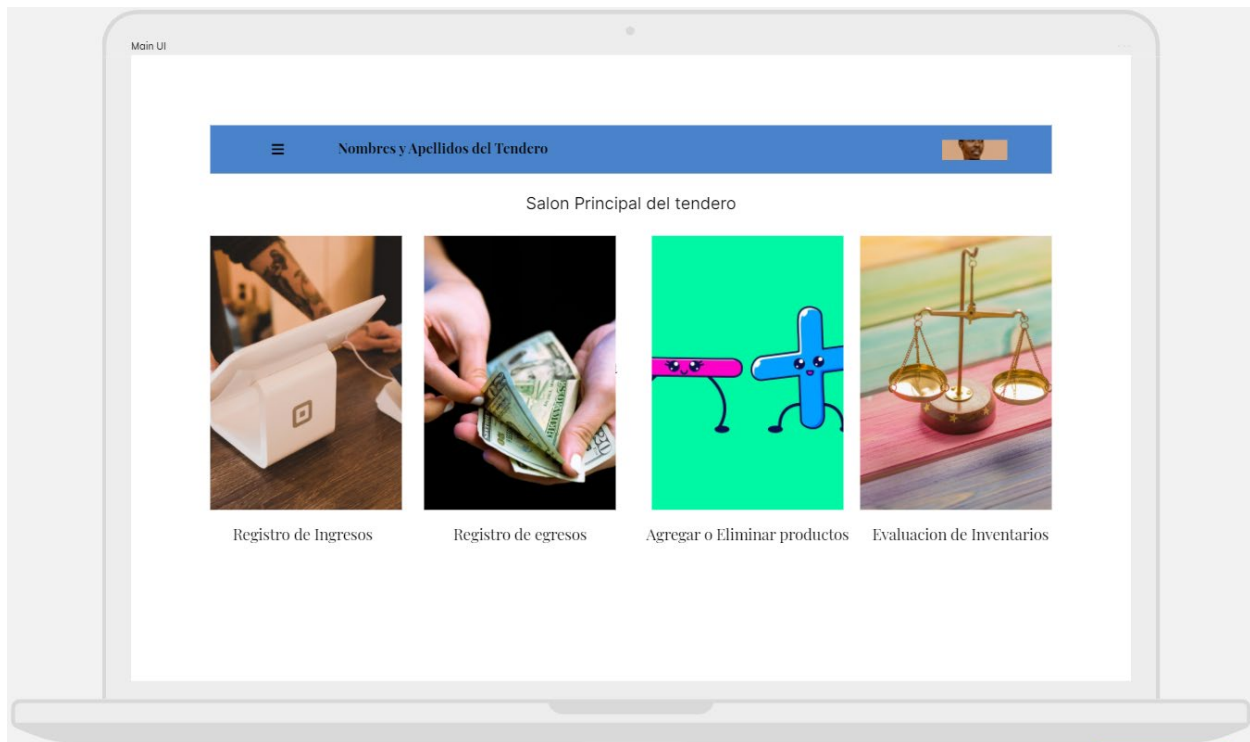 Main UI
Nombres y Apellidos del Tendero
Salon Principal del tendero
Registro de Ingresos
Registro de egresos
Agregar o Eliminar productos
Evaluacion de Inventarios